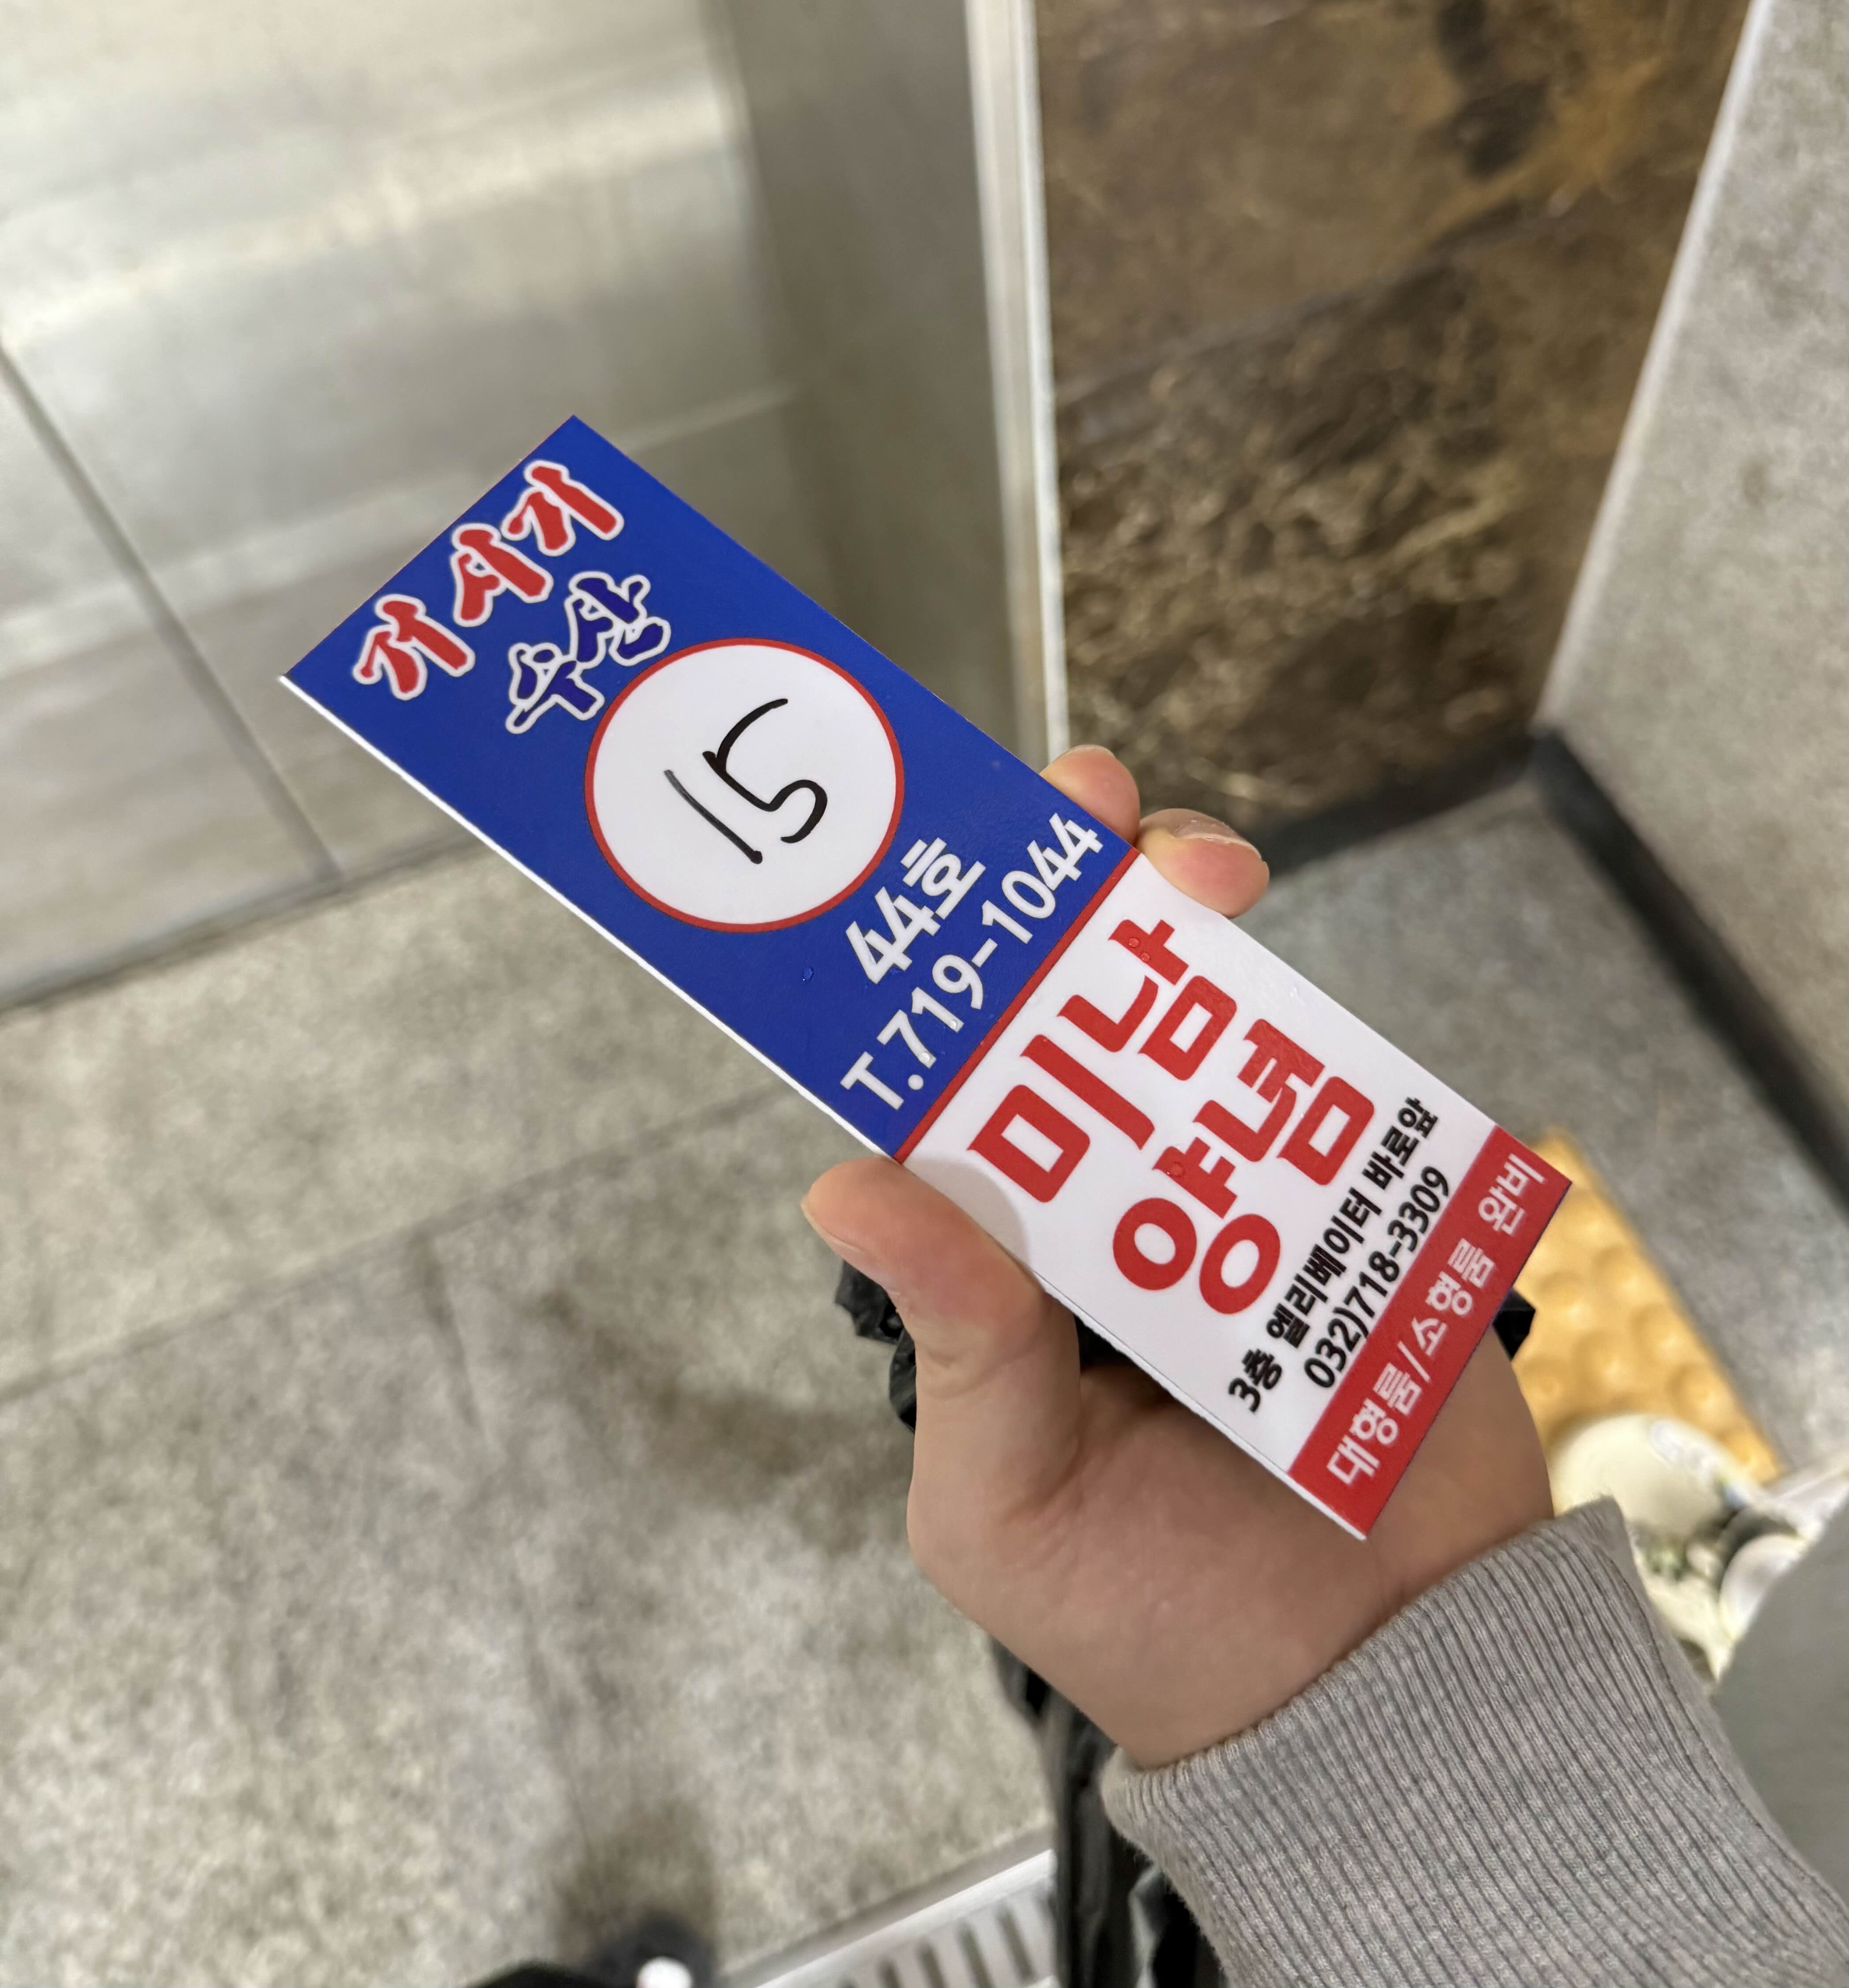 거시기
수산
15
44호
T.719-1044
미남
양념
3층 엘리베이터 바로앞
032)718-3309
대형룸/소형룸 완비